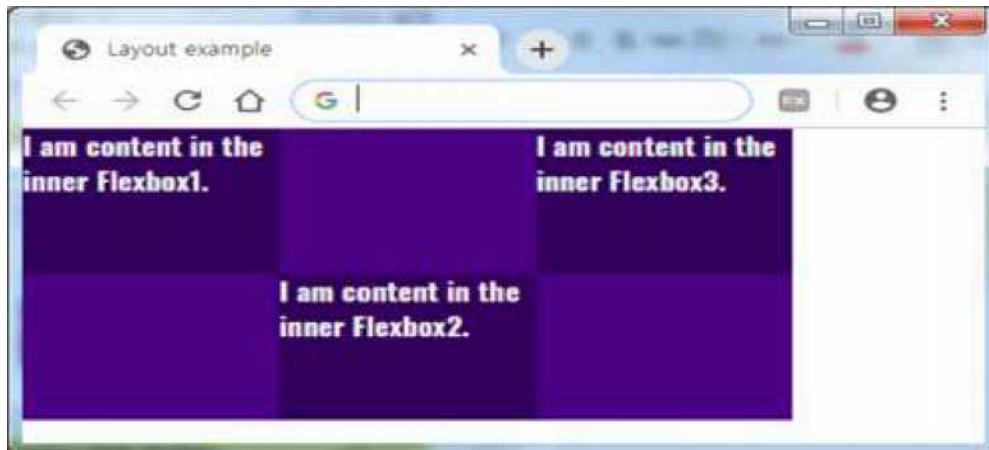 Layout example
I am content in the
inner Flexbox1.
I am content in the
inner Flexbox3.
I am content in the
inner Flexbox2.